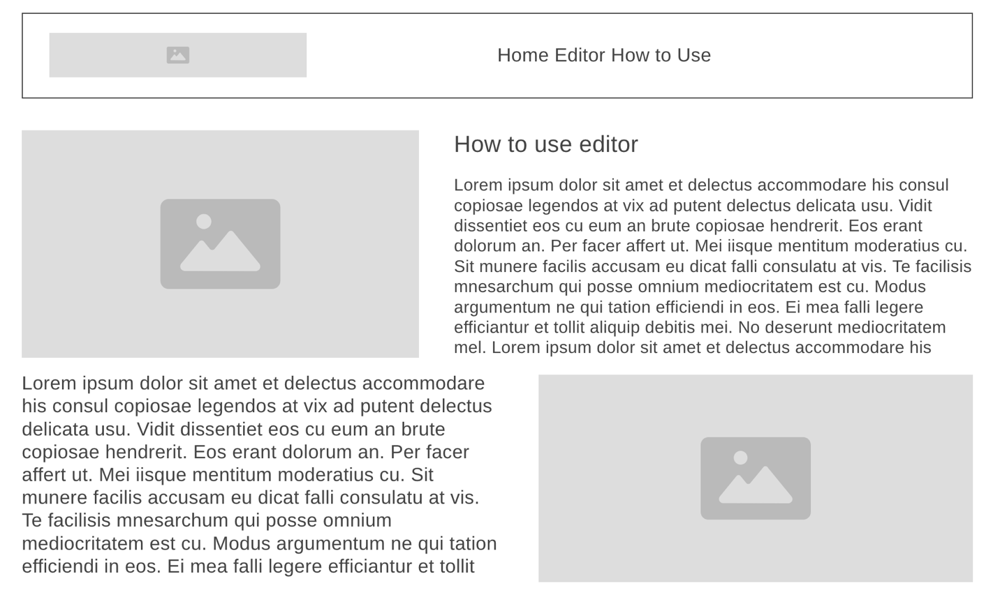 Home Editor How to Use
How to use editor
Lorem ipsum dolor sit amet et delectus accommodare his consul
copiosae legendos at vix ad putent delectus delicata usu. Vidit
dissentiet eos cu eum an brute copiosae hendrerit. Eos erant
dolorum an. Per facer affert ut. Mei iisque mentitum moderatius cu.
Sit munere facilis accusam eu dicat falli consulatu at vis. Te facilisis
mnesarchum qui posse omnium mediocritatem est cu. Modus
argumentum ne qui tation efficiendi in eos. Ei mea falli legere
efficiantur et tollit aliquip debitis mei. No deserunt mediocritatem
mel. Lorem ipsum dolor sit amet et delectus accommodare his
Lorem ipsum dolor sit amet et delectus accommodare
his consul copiosae legendos at vix ad putent delectus
delicata usu. Vidit dissentiet eos cu eum an brute
copiosae hendrerit. Eos erant dolorum an. Per facer
affert ut. Mei iisque mentitum moderatius cu. Sit
munere facilis accusam eu dicat falli consulatu at vis.
Te facilisis mnesarchum qui posse omnium
mediocritatem est cu. Modus argumentum ne qui tation
efficiendi in eos. Ei mea falli legere efficiantur et tollit